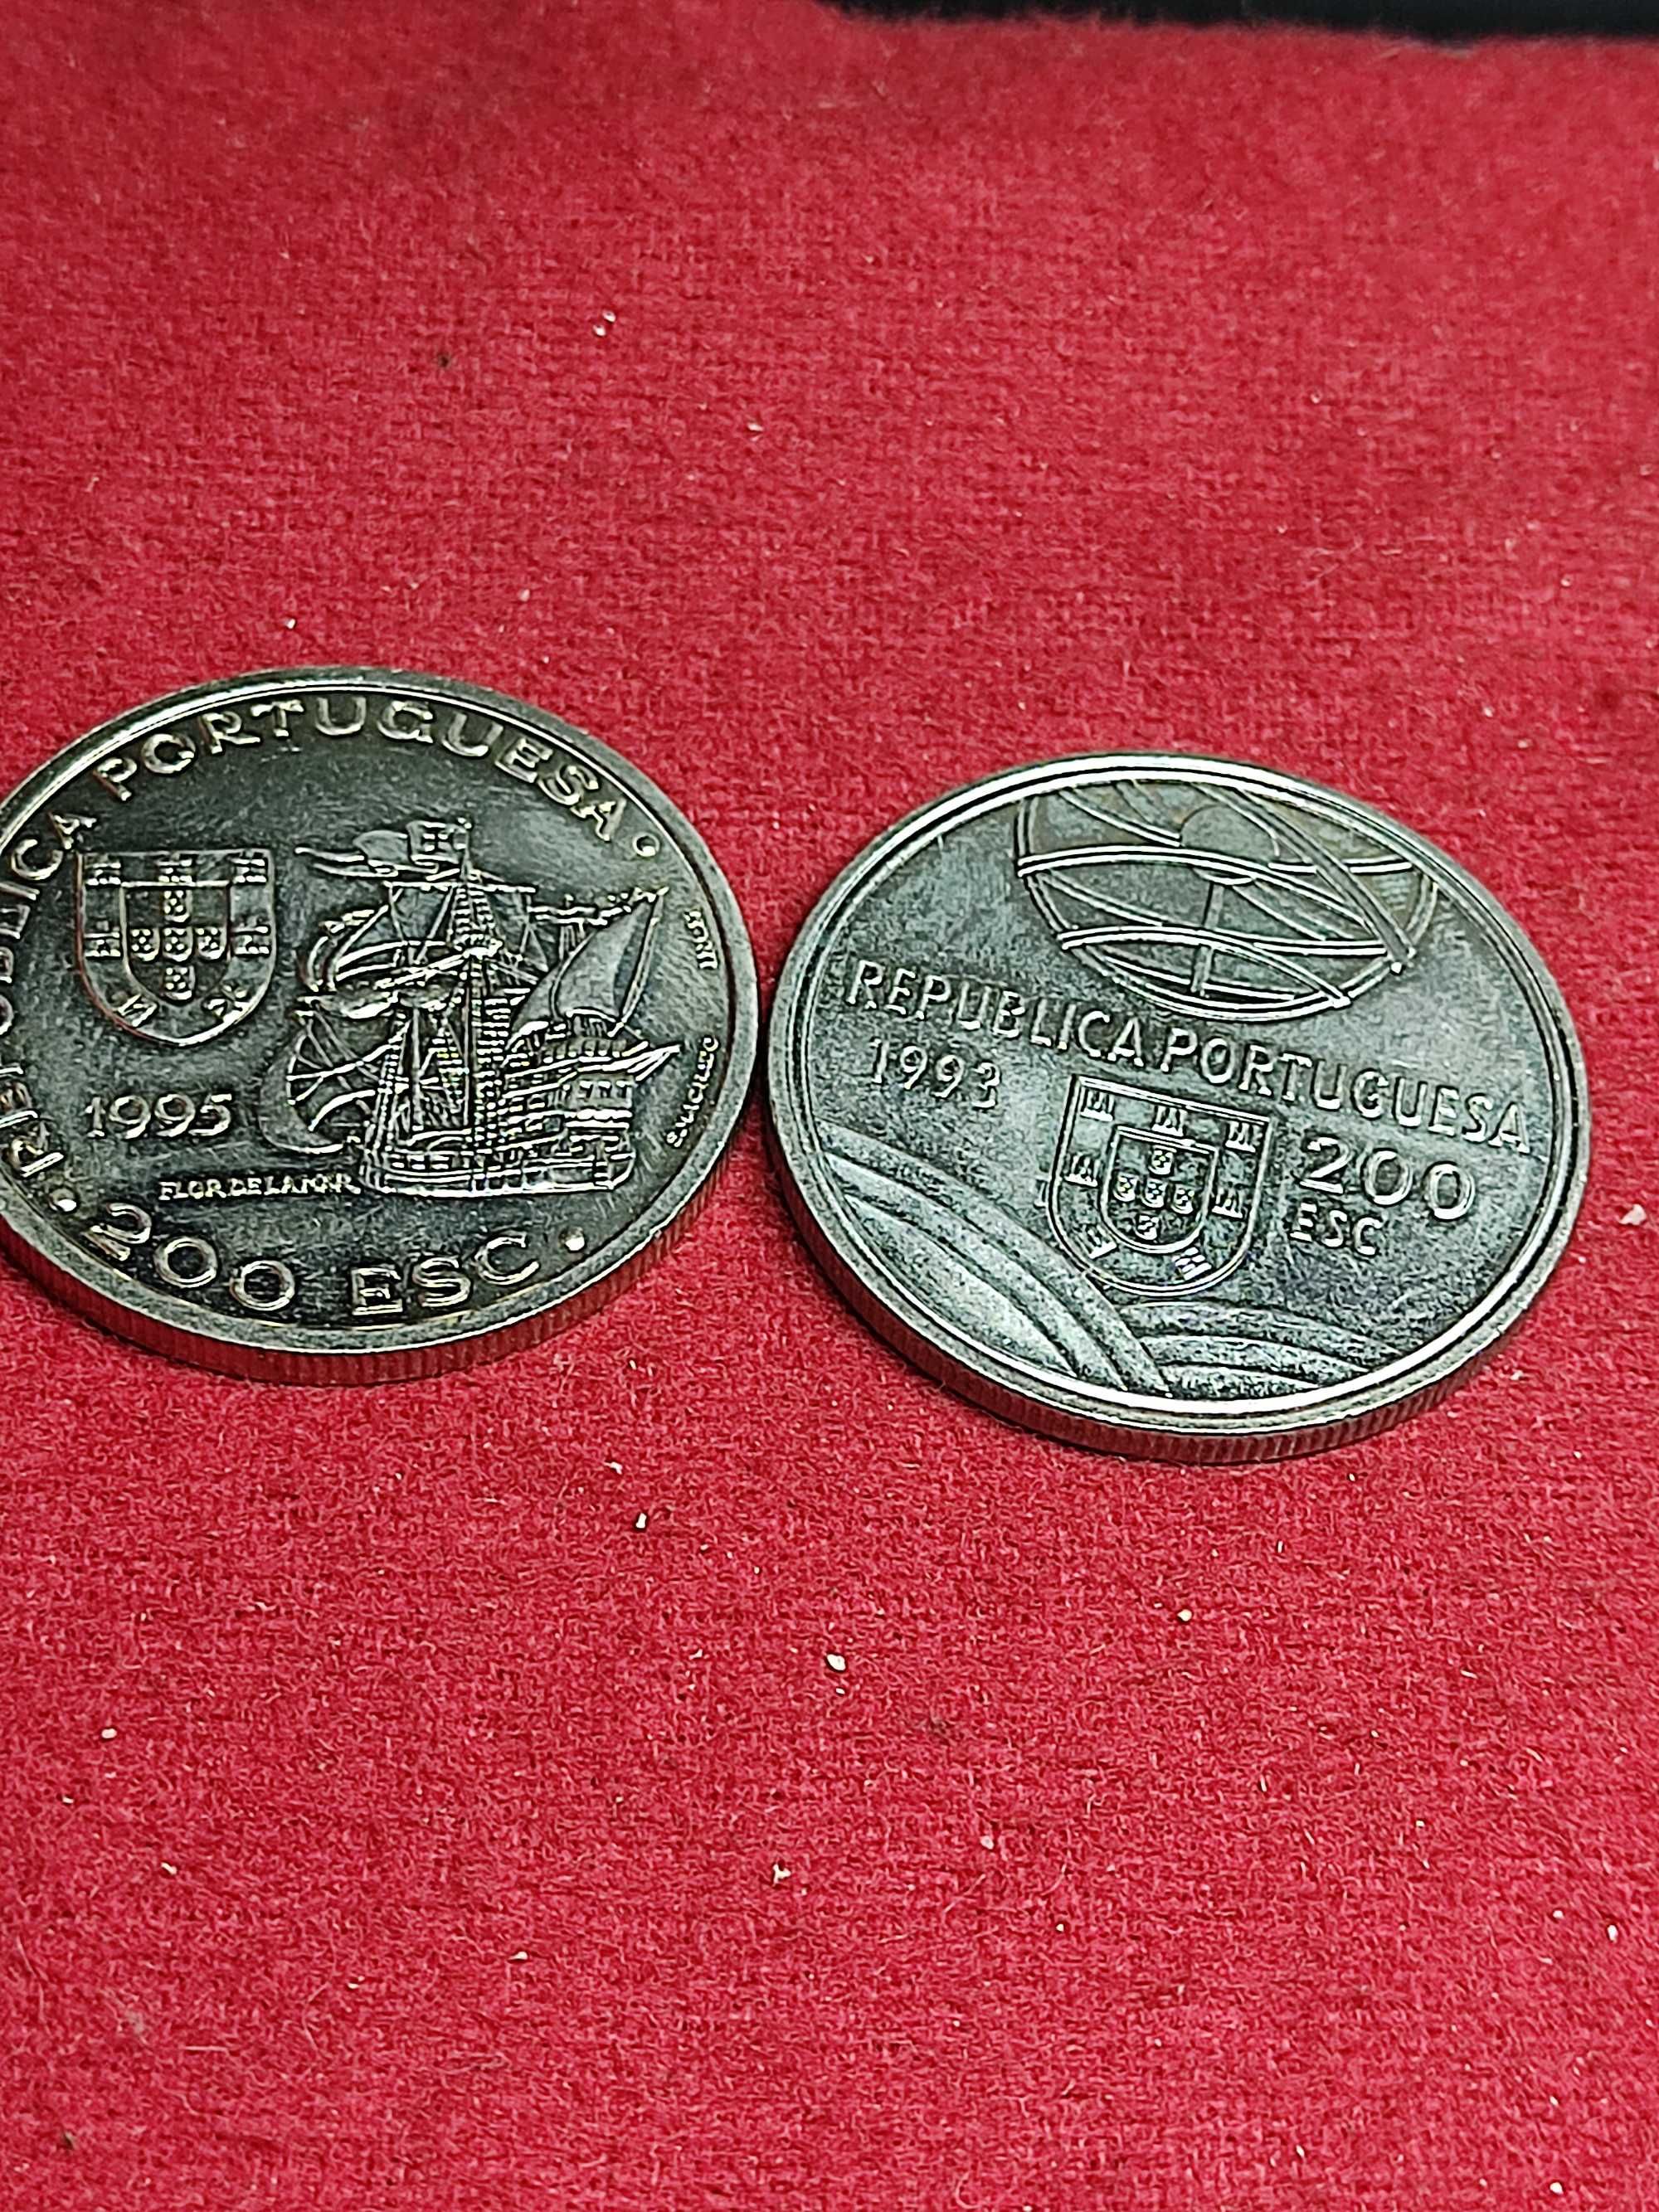 REPUBLICA PORTUGUESA
1995
FLOR DE LA MAR
200 ESC
REPUBLICA PORTUGUESA
1993
200
ESC